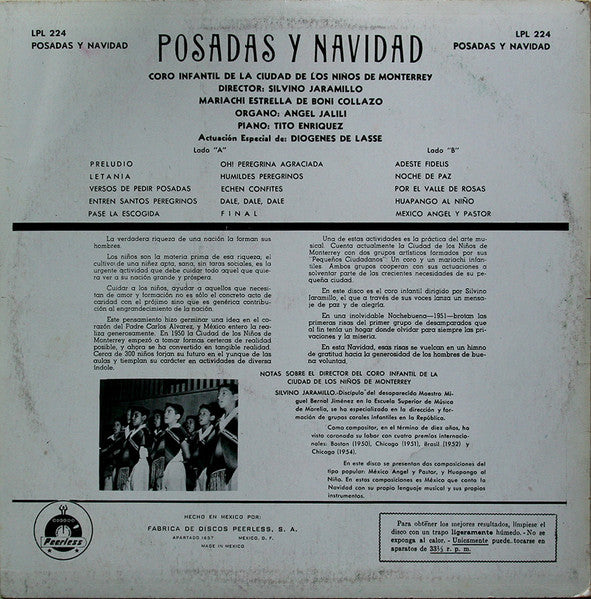 LPL 224
POSADAS Y NAVIDAD
POSADAS Y NAVIDAD
LPL 224
POSADAS Y NAVIDAD
CORO INFANTIL DE LA CIUDAD DE LOS NIÑOS DE MONTERREY
DIRECTOR: SILVINO JARAMILLO
MARIACHI ESTRELLA DE BONI COLLAZO
ORGANO: ANGEL JALILI
PIANO: TITO ENRIQUEZ
Actuación Especial de: DIOGENES DE LASSE
Lado "A"
PRELUDIO
LETANIA
VERSOS DE PEDIR POSADAS
ENTREN SANTOS PEREGRINOS
PASE LA ESCOGIDA
OH! PEREGRINA AGRACIADA
HUMILDES PEREGRINOS
ECHEN CONFITES
DALE, DALE, DALE
FINAL
Lado "B"
ADESTE FIDELIS
NOCHE DE PAZ
POR EL VALLE DE ROSAS
HUAPANGO AL NIÑO
MEXICO ANGEL Y PASTOR
La verdadera riqueza de una nación la forman sus
hombres.
Los niños son la materia prima de esa riqueza, el
cultivo de una niñez apta, sana, sin taras sociales, es la
urgente actividad que debe cuidar todo aquel que quie-
ra ver a su nación grande y próspera.
Cuidar a los niños, ayudar a aquellos que necesi-
tan de amor y formación no es sólo el concreto acto de
caridad con el prójimo sino que es genérica contribu-
ción al engrandecimiento de la nación.
Este pensamiento hizo germinar una idea en el co-
razón del Padre Carlos Alvarez, y México entero la rea-
liza generosamente. En 1950 la Ciudad de los Niños de
Monterrey empezó a tomar formas certeras de realidad
posible, y ahora se ha convertido en tangible realidad.
Cerca de 300 niños forjan su futuro en el yunque de las
aulas y templan su carácter en actividades de diversa
índole.
Una de estas actividades es la práctica del arte mu-
sical. Cuenta actualmente la Ciudad de los Niños de
Monterrey con dos grupos artísticos formados por sus
"Pequeños Ciudadanos" Un coro y un mariachi infan-
tiles. Ambos grupos cooperan con sus actuaciones a
solventar parte de las crecientes necesidades de su pe-
queña ciudad.
En este disco es el coro infantil dirigido por Silvino
Jaramillo, el que a través de sus voces lanza un mensa-
je de paz y de alegría.
En una inolvidable Nochebuena—1951—brotan las
primeras risas del primer grupo de desamparados que
al fin tenía un hogar donde olvidar para siempre las pri-
vaciones y la miseria.
En esta Navidad, esas risas se vuelcan en un himno
de gratitud hacia la generosidad de los hombres de bue-
na voluntad.
NOTAS SOBRE EL DIRECTOR DEL CORO INFANTIL DE LA
CIUDAD DE LOS NIÑOS DE MONTERREY
SILVINO JARAMILLO.-Discípulo del desaparecido Maestro Mi-
guel Bernal Jiménez en la Escuela Superior de Música
de Morelia, se ha especializado en la dirección y for-
mación de grupos corales Infantiles en la República.
Como compositor, en el término de diez años, ha
visto coronada su labor con cuatro premios internacio-
nales: Boston (1950), Chicago (1951), Brasil (1952) y
Chicago (1954).
En este disco se presentan dos composiciones del
tipo popular: México Angel y Pastor, y Huapango al
Niño. En estas composiciones es México que canta la
Navidad con su propio lenguaje musical y sus propios
instrumentos.
Peerless
HECHO EN MEXICO POR:
FABRICA DE DISCOS PEERLESS, S. A.
APARTADO 1657 MEXICO, D. F.
MADE IN MEXICO
Para obtener los mejores resultados, límpiese el
disco con un trapo ligeramente húmedo. - No se
exponga al calor. - Unicamente puede tocarse en
aparatos de 33⅓ r. p. m.